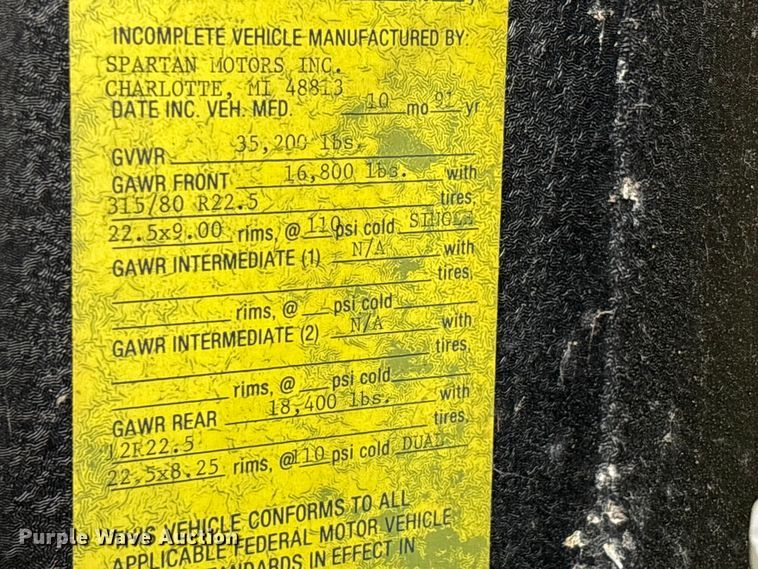 INCOMPLETE VEHICLE MANUFACTURED BY:
SPARTAN MOTORS INC.
CHARLOTTE, MI 48813
DATE INC. VEH. MFD. 10 mo 91 yr
GVWR 35,200 lbs.
GAWR FRONT 16,800 lbs. with
315/80 R22.5 tires,
22.5x9.00 rims, @ 110 psi cold SINGLE
GAWR INTERMEDIATE (1) N/A with
tires,
rims, @ psi cold
GAWR INTERMEDIATE (2) N/A with
tires,
rims, @ psi cold
GAWR REAR 18,400 lbs. with
12R22.5 tires,
22.5x8.25 rims, @110 psi cold DUAL
THIS VEHICLE CONFORMS TO ALL
APPLICABLE FEDERAL MOTOR VEHICLE
STANDARDS IN EFFECT IN
Purple Wave Auction